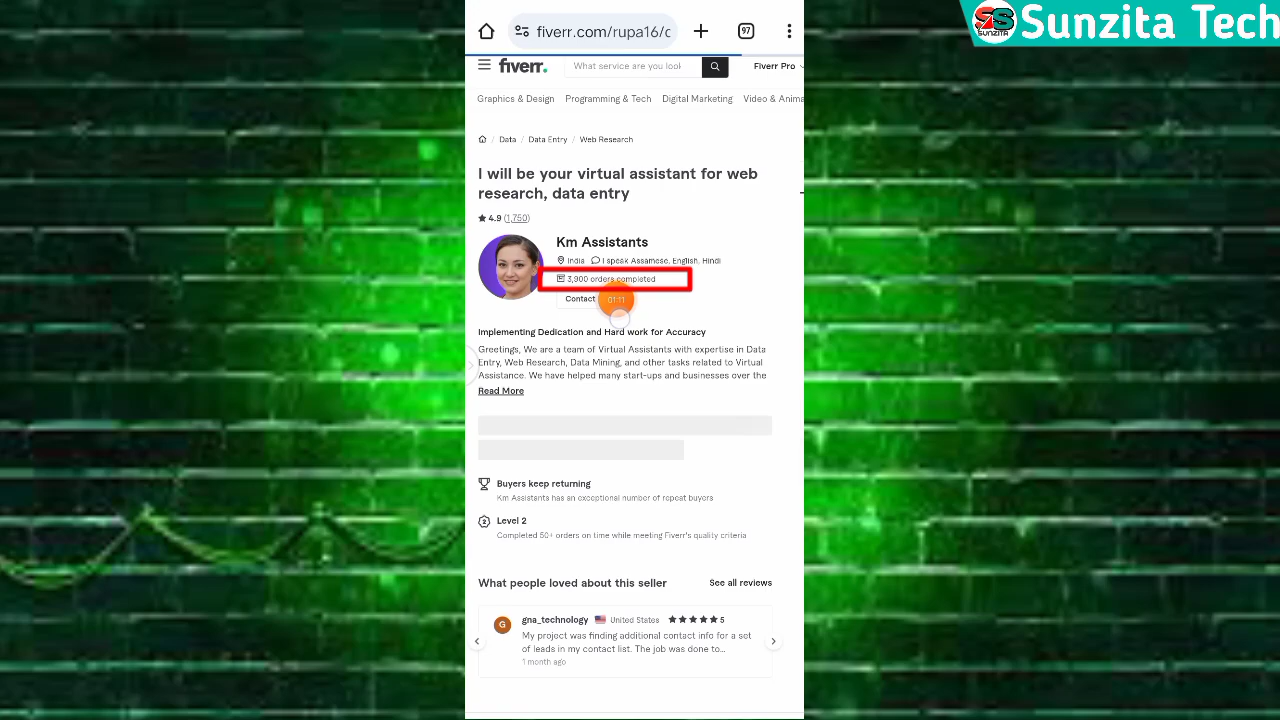 SUNZITA
Sunzita Tech
fiverr.com/rupa16/c
97
fiverr.
What service are you look
Fiverr Pro
Graphics & Design
Programming & Tech
Digital Marketing
Video & Anima
Data / Data Entry / Web Research
I will be your virtual assistant for web
research, data entry
4.9 (1,750)
Km Assistants
India
I speak Assamese, English, Hindi
3,900 orders completed
Contact
01:11
Implementing Dedication and Hard work for Accuracy
Greetings, We are a team of Virtual Assistants with expertise in Data
Entry, Web Research, Data Mining, and other tasks related to Virtual
Assistance. We have helped many start-ups and businesses over the
Read More
Buyers keep returning
Km Assistants has an exceptional number of repeat buyers
2
Level 2
Completed 50+ orders on time while meeting Fiverr's quality criteria
What people loved about this seller
See all reviews
G
gna_technology
United States
5
My project was finding additional contact info for a set
of leads in my contact list. The job was done to...
1 month ago